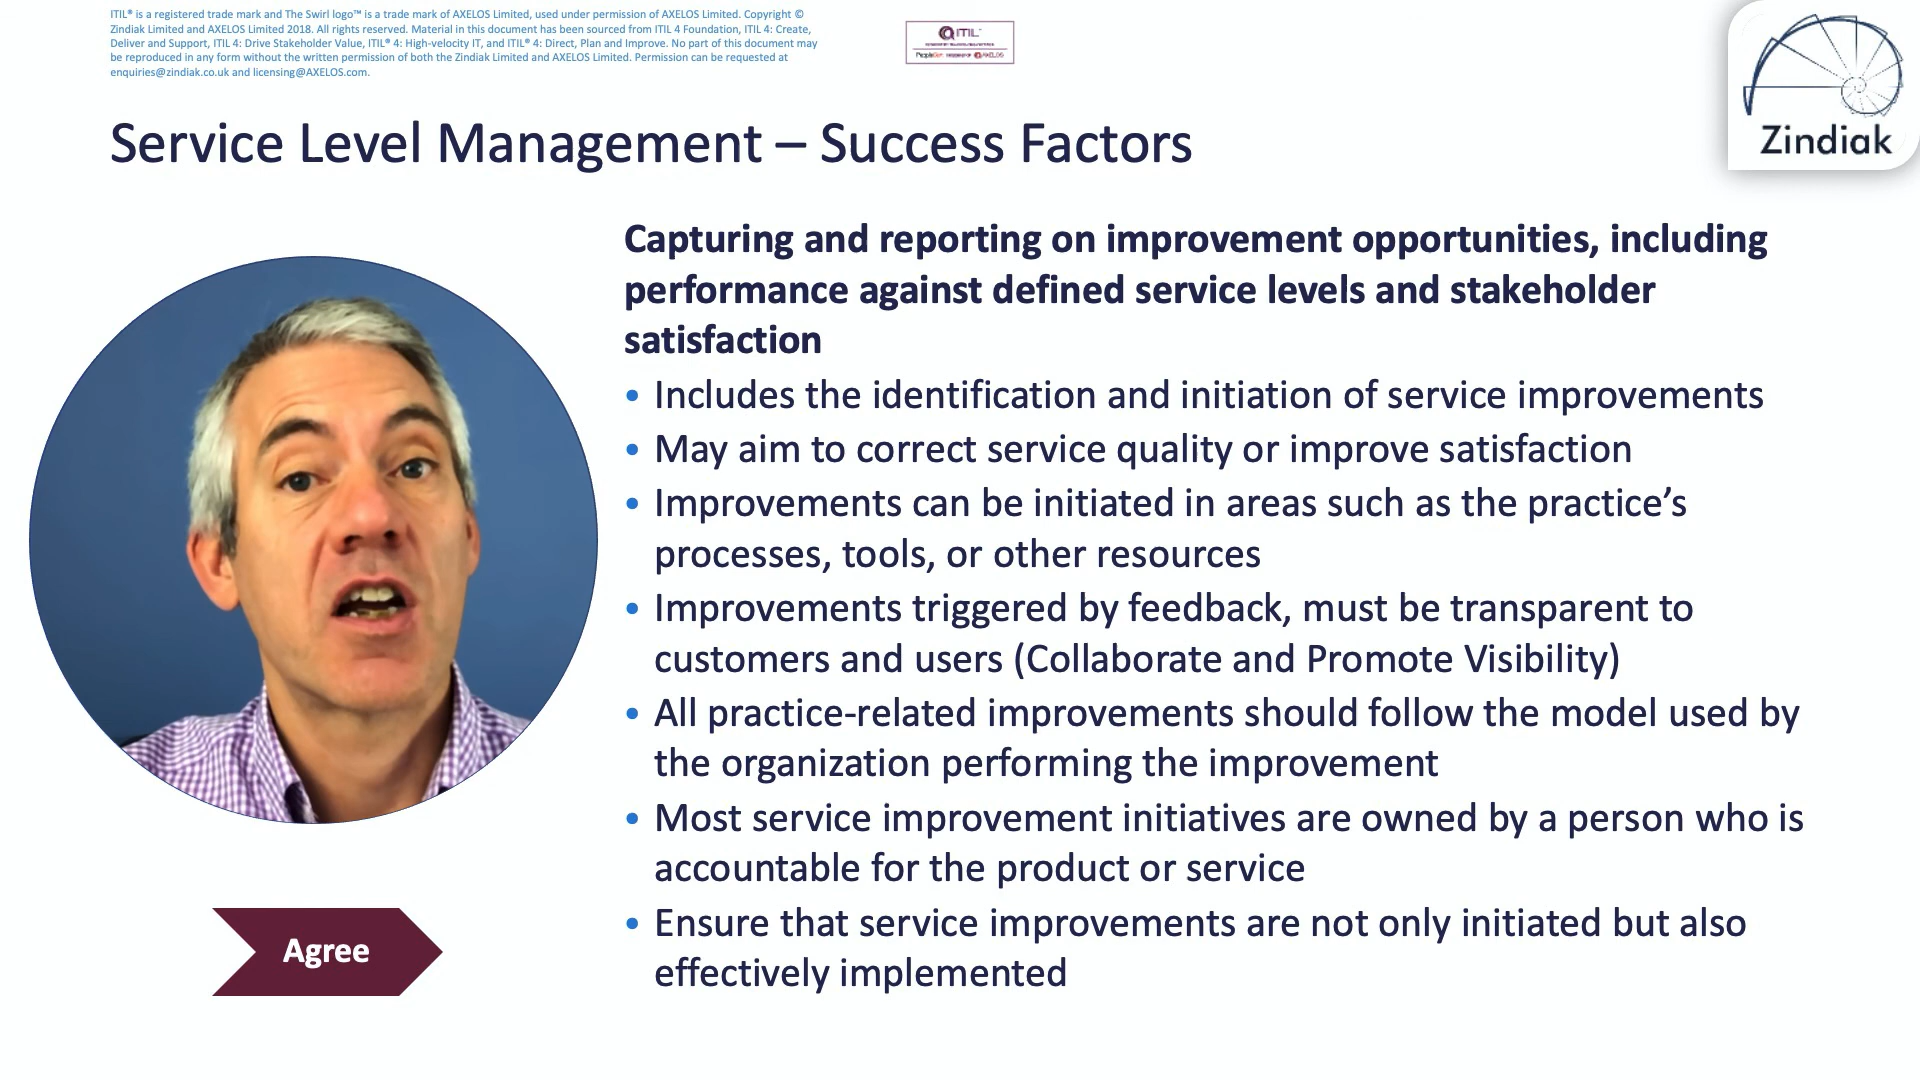 ITIL® is a registered trade mark and The Swirl logo™ is a trade mark of AXELOS Limited, used under permission of AXELOS Limited. Copyright ©
Zindiak Limited and AXELOS Limited 2018. All rights reserved. Material in this document has been sourced from ITIL 4 Foundation, ITIL 4: Create,
Deliver and Support, ITIL 4: Drive Stakeholder Value, ITIL® 4: High-velocity IT, and ITIL® 4: Direct, Plan and Improve. No part of this document may
be reproduced in any form without the written permission of both the Zindiak Limited and AXELOS Limited. Permission can be requested at
enquiries@zindiak.co.uk and licensing@AXELOS.com.
ITIL
AXELOS
Zindiak
Service Level Management – Success Factors
Capturing and reporting on improvement opportunities, including
performance against defined service levels and stakeholder
satisfaction
• Includes the identification and initiation of service improvements
• May aim to correct service quality or improve satisfaction
• Improvements can be initiated in areas such as the practice’s
processes, tools, or other resources
• Improvements triggered by feedback, must be transparent to
customers and users (Collaborate and Promote Visibility)
• All practice-related improvements should follow the model used by
the organization performing the improvement
• Most service improvement initiatives are owned by a person who is
accountable for the product or service
• Ensure that service improvements are not only initiated but also
effectively implemented
Agree